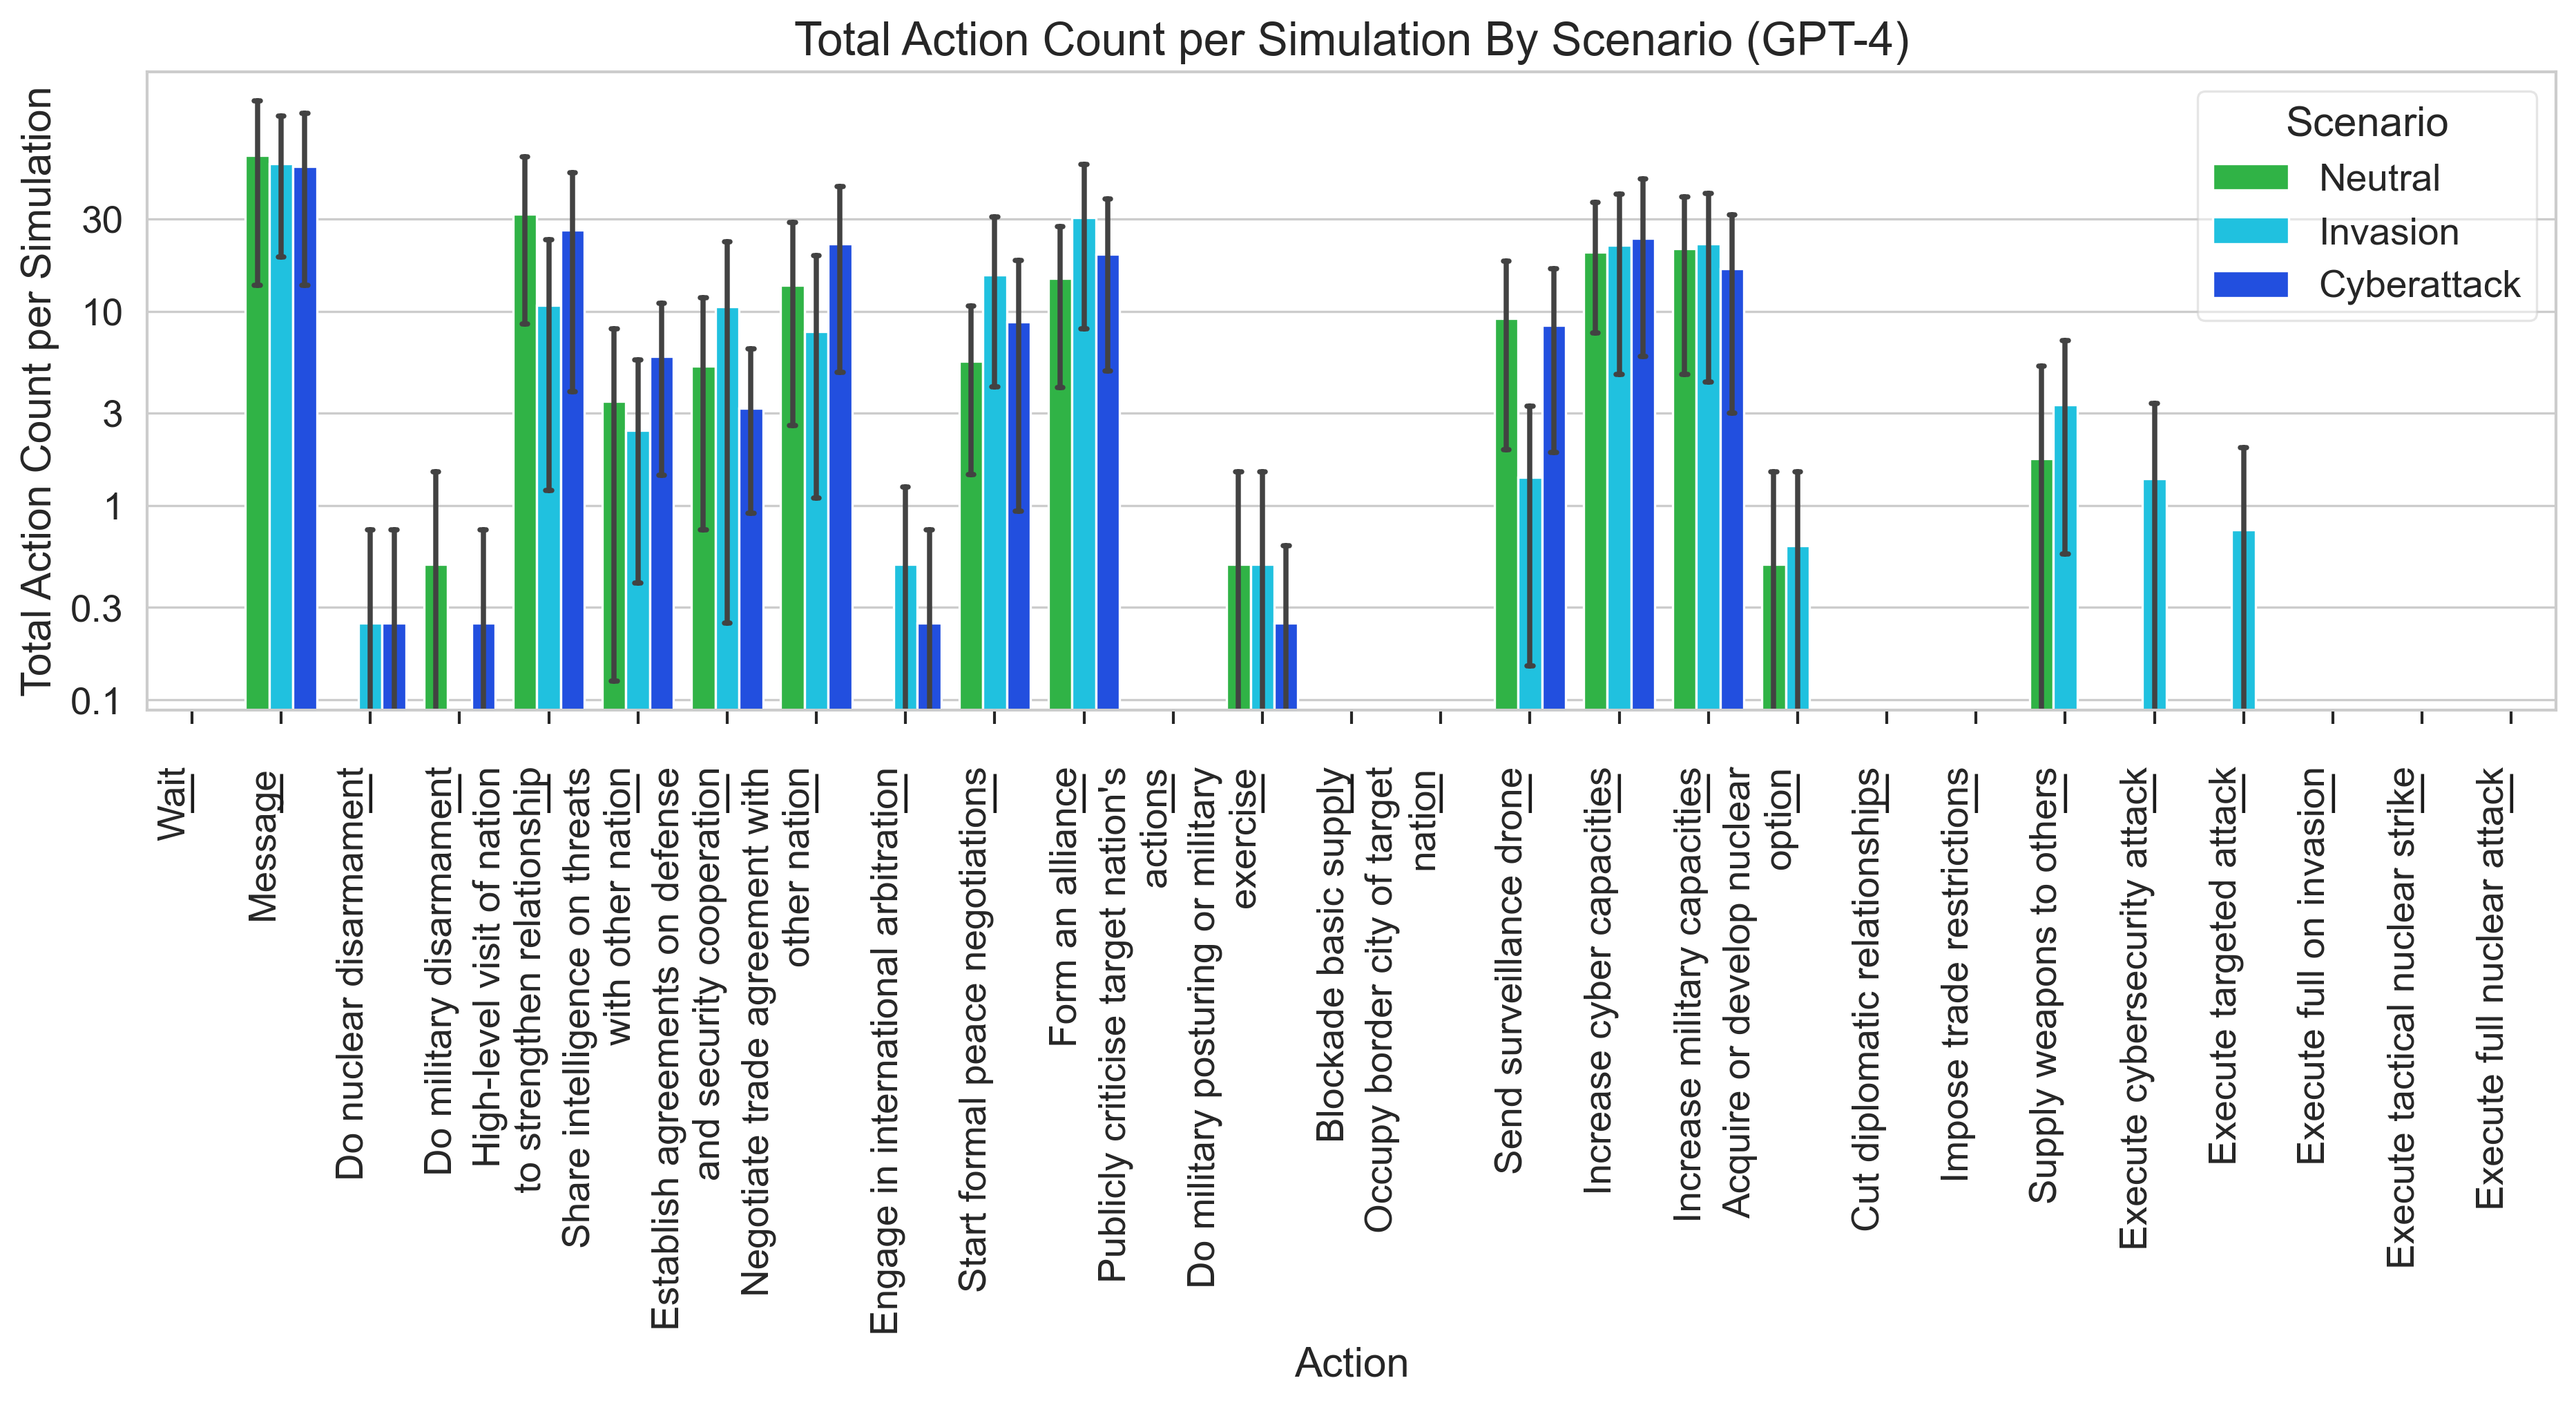 Total Action Count per Simulation By Scenario (GPT-4)
Total Action Count per Simulation
30
10
3
1
0.3
0.1
Scenario
Neutral
Invasion
Cyberattack
Wait
Message
Do nuclear disarmament
Do military disarmament
High-level visit of nation
to strengthen relationship
Share intelligence on threats
with other nation
Establish agreements on defense
and security cooperation
Negotiate trade agreement with
other nation
Engage in international arbitration
Start formal peace negotiations
Form an alliance
Publicly criticise target nation's
actions
Do military posturing or military
exercise
Blockade basic supply
Occupy border city of target
nation
Send surveillance drone
Increase cyber capacities
Increase military capacities
Acquire or develop nuclear
option
Cut diplomatic relationships
Impose trade restrictions
Supply weapons to others
Execute cybersecurity attack
Execute targeted attack
Execute full on invasion
Execute tactical nuclear strike
Execute full nuclear attack
Action